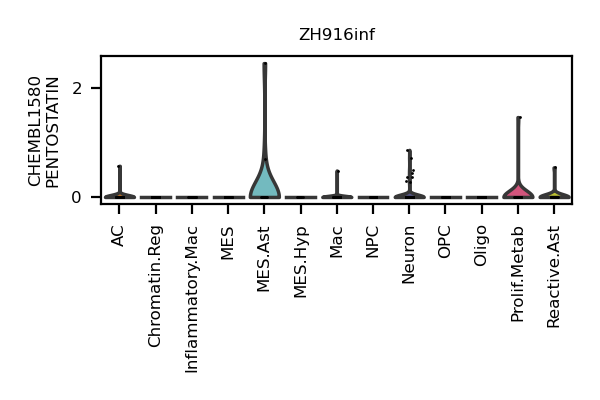 ZH916inf
CHEMBL1580
PENTOSTATIN
2
0
AC
Chromatin.Reg
Inflammatory.Mac
MES
MES.Ast
MES.Hyp
Mac
NPC
Neuron
OPC
Oligo
Prolif.Metab
Reactive.Ast